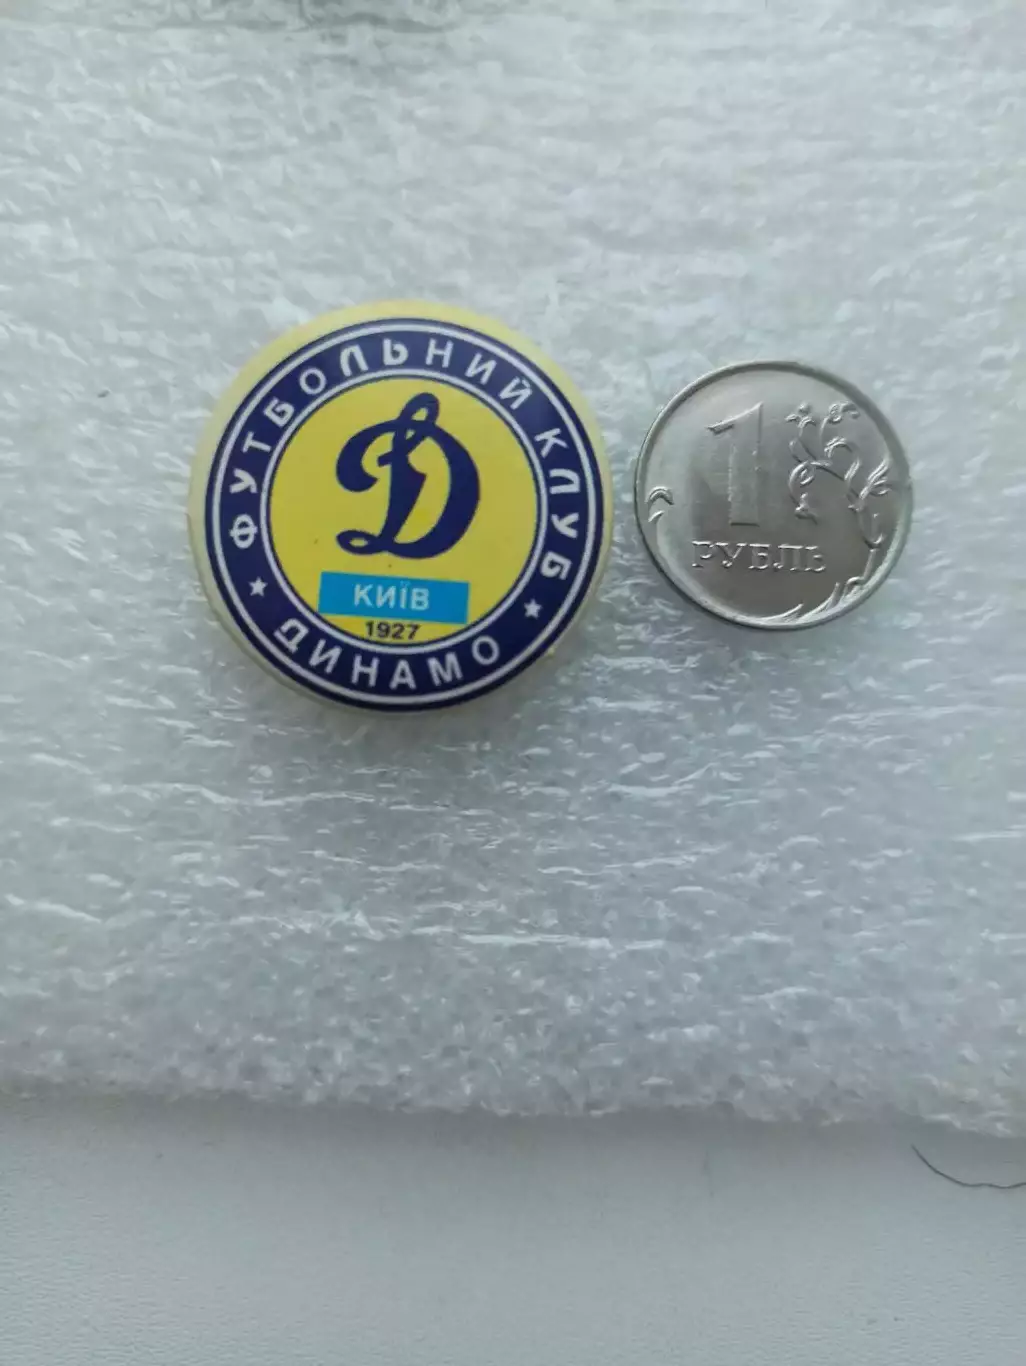 ФУТБОЛЬНИЙ КЛУБ
Д
КИЇВ
1927
★ ДИНАМО ★
1
РУБЛЬ